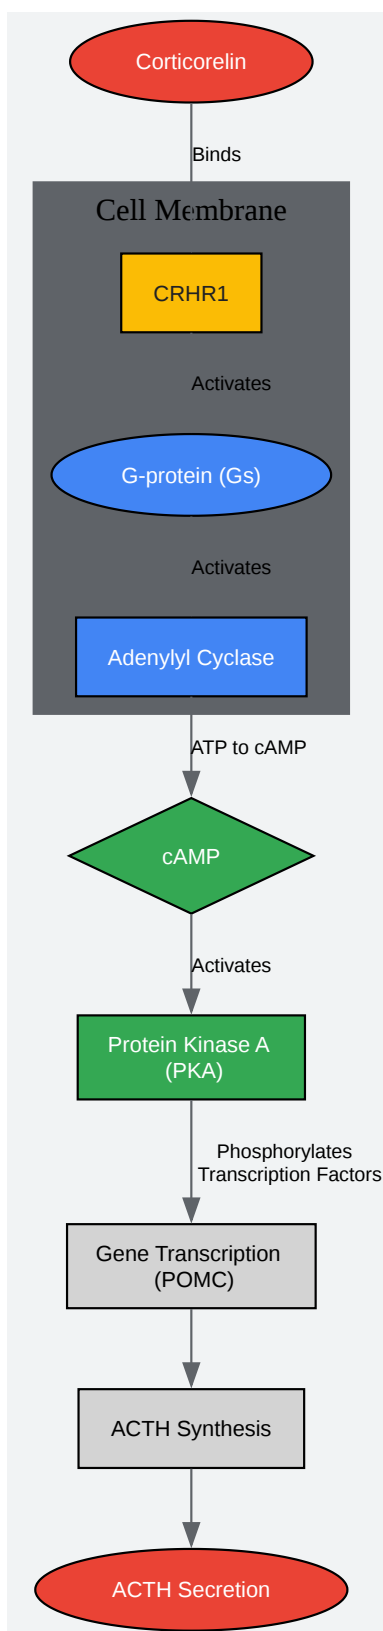 Corticorelin
Binds
Cell Membrane
CRHR1
Activates
G-protein (Gs)
Activates
Adenylyl Cyclase
ATP to cAMP
cAMP
Activates
Protein Kinase A
(PKA)
Phosphorylates
Transcription Factors
Gene Transcription
(POMC)
ACTH Synthesis
ACTH Secretion